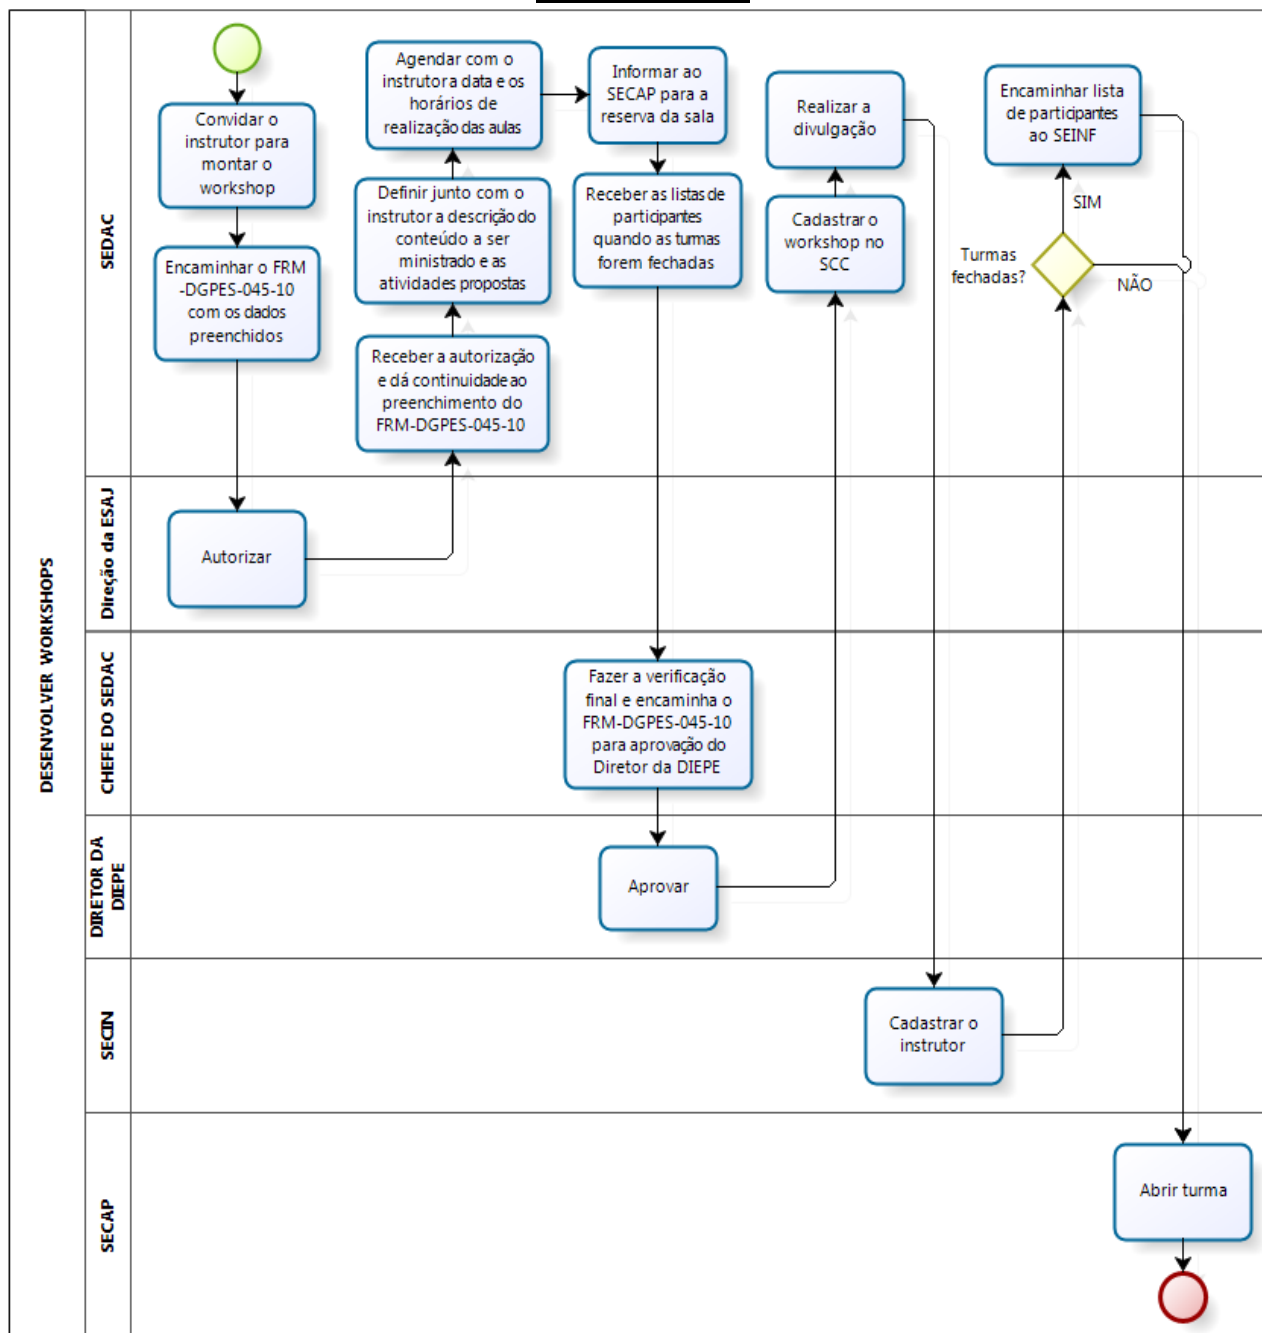 DESENVOLVER WORKSHOPS
SEDAC
Convidar o
instrutor para
montar o
workshop
Encaminhar o FRM
-DGPES-045-10
com os dados
preenchidos
Agendar com o
instrutor a data e os
horários de
realização das aulas
Definir junto com o
instrutor a descrição do
conteúdo a ser
ministrado e as
atividades propostas
Receber a autorização
e dá continuidade ao
preenchimento do
FRM-DGPES-045-10
Informar ao
SECAP para a
reserva da sala
Receber as listas de
participantes
quando as turmas
forem fechadas
Realizar a
divulgação
Cadastrar o
workshop no
SCC
Encaminhar lista
de participantes
ao SEINF
SIM
Turmas
fechadas?
NÃO
Direção da ESAJ
Autorizar
CHEFE DO SEDAC
Fazer a verificação
final e encaminha o
FRM-DGPES-045-10
para aprovação do
Diretor da DIEPE
DIRETOR DA
DIEPE
Aprovar
SECIN
Cadastrar o
instrutor
SECAP
Abrir turma